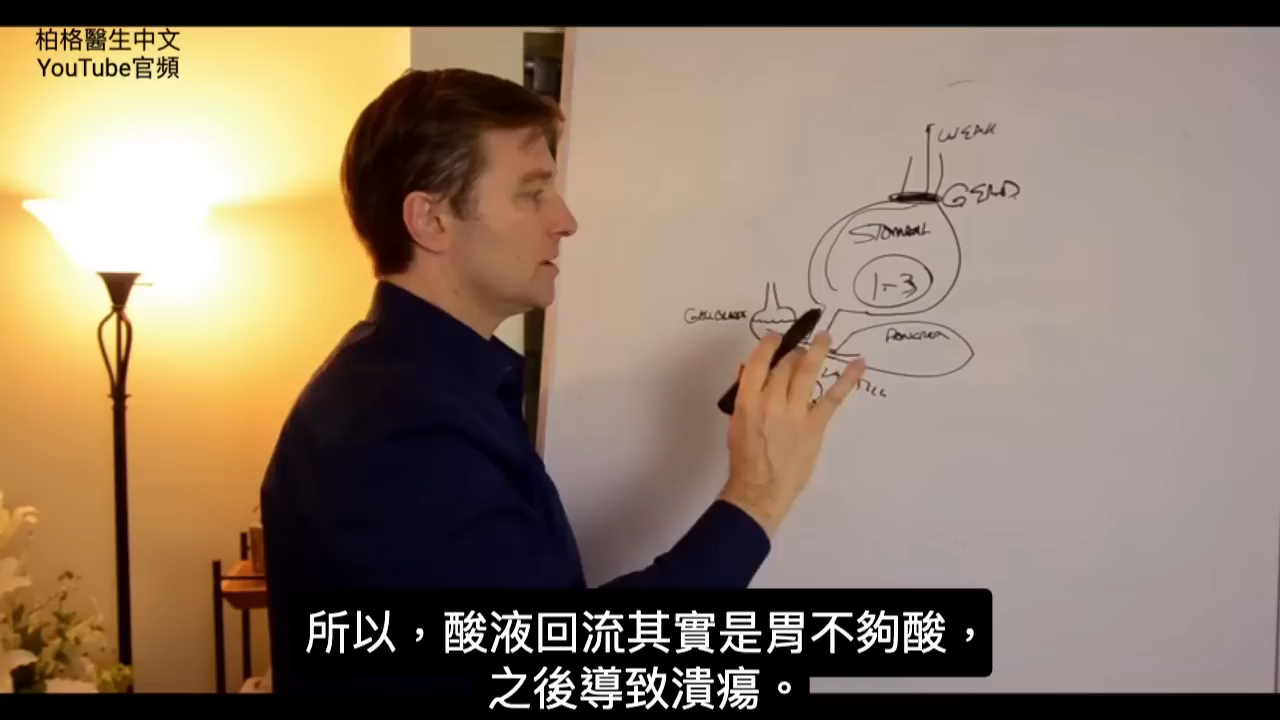 柏格醫生中文
YouTube官頻
WEAK
GERD
STOMACH
1-3
所以，酸液回流其實是胃不夠酸，
之後導致潰瘍。